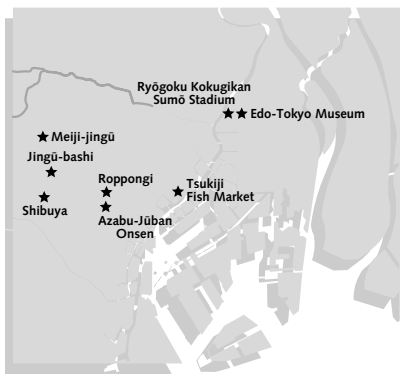 Ryōgoku Kokugikan
Sumō Stadium
Edo-Tokyo Museum
Meiji-jingū
Jingū-bashi
Roppongi
Tsukiji
Fish Market
Shibuya
Azabu-Jūban
Onsen